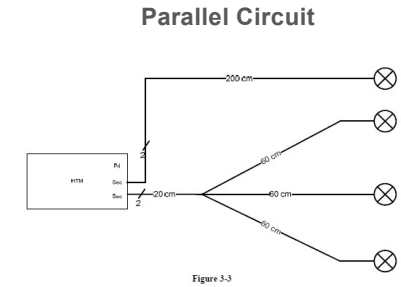 Parallel Circuit
200 cm
2
60 cm
Pri
HTM
Sec
Sec
2
20 cm
60 cm
60 cm
Figure 3-3